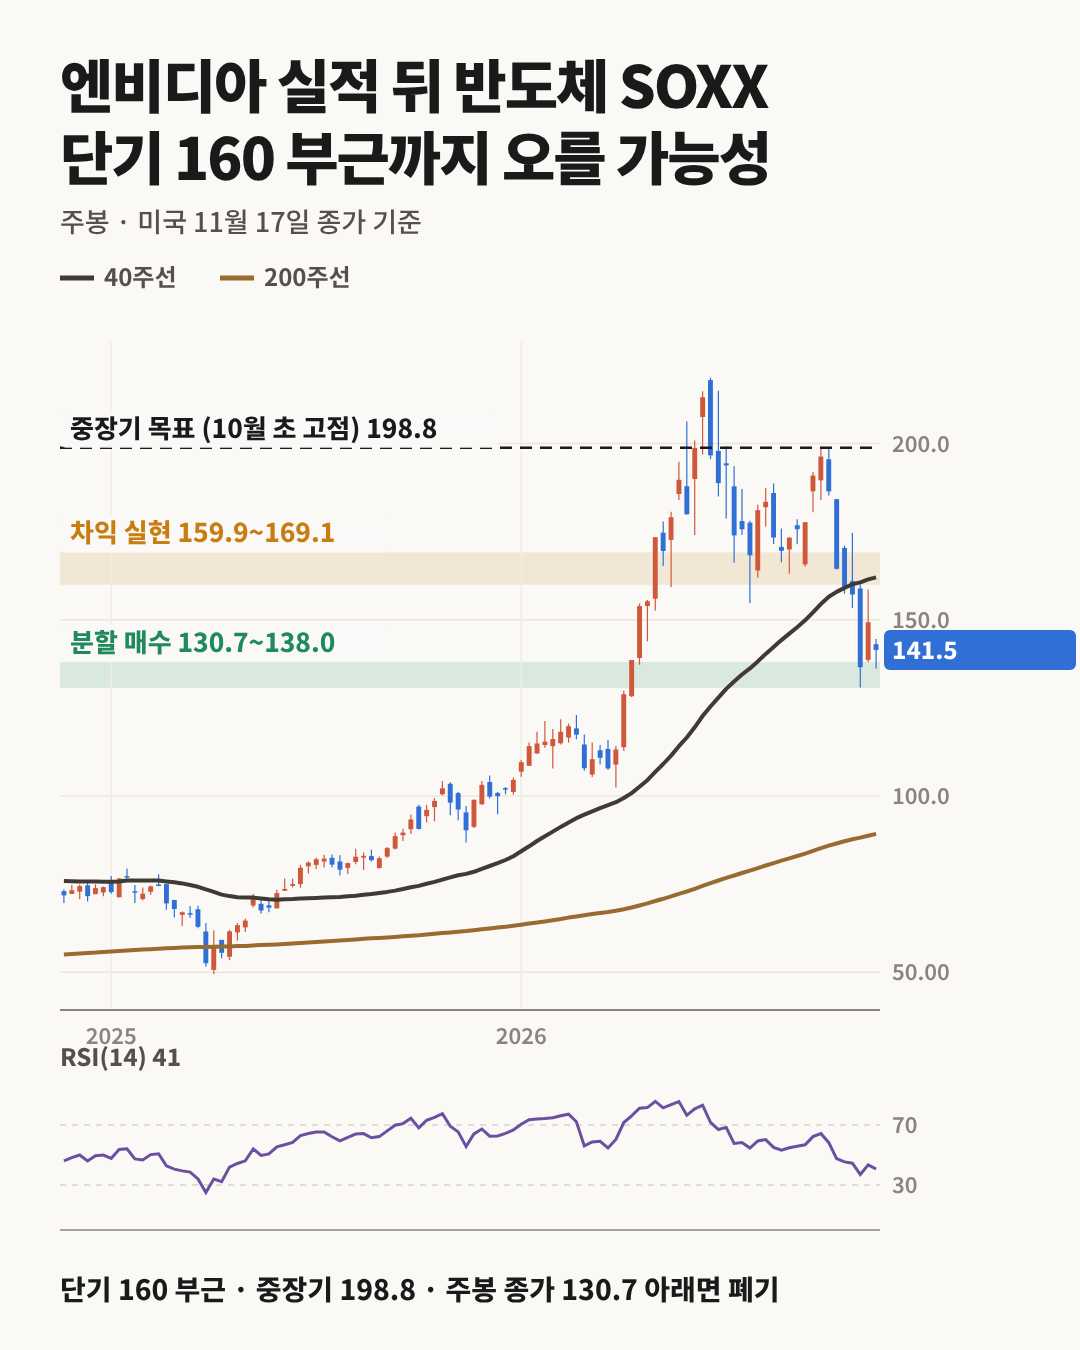 엔비디아 실적 뒤 반도체 SOXX
단기 160 부근까지 오를 가능성
주봉 · 미국 11월 17일 종가 기준
40주선 200주선
중장기 목표 (10월 초 고점) 198.8
200.0
차익 실현 159.9~169.1
150.0
분할 매수 130.7~138.0
141.5
100.0
50.00
2025 2026
RSI(14) 41
70
30
단기 160 부근 · 중장기 198.8 · 주봉 종가 130.7 아래면 폐기